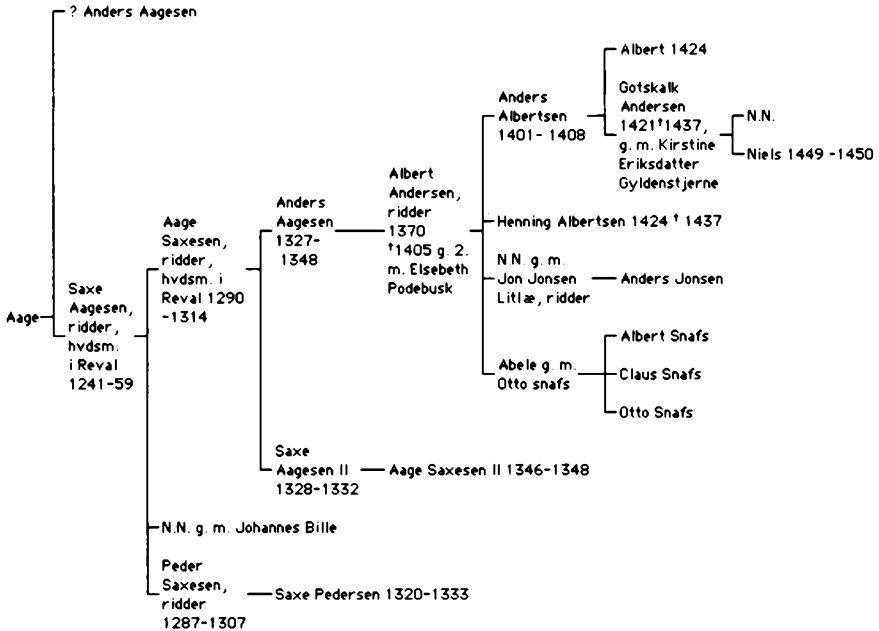 ? Anders Aagesen
Aage
Saxe
Aagesen,
ridder,
hvdsm.
i Reval
1241-59
Aage
Saxesen,
ridder,
hvdsm. i
Reval 1290
-1314
N.N. g. m. Johannes Bille
Peder
Saxesen,
ridder
1287-1307
Anders
Aagesen
1327-
1348
Saxe
Aagesen II
1328-1332
Aage Saxesen II 1346-1348
Saxe Pedersen 1320-1333
Albert
Andersen,
ridder
1370
†1405 g. 2.
m. Elsebeth
Podebusk
Anders
Albertsen
1401- 1408
Henning Albertsen 1424 † 1437
N.N. g. m.
Jon Jonsen
Litlæ, ridder
Abele g. m.
Otto snafs
Albert 1424
Gotskalk
Andersen
1421†1437,
g. m. Kirstine
Eriksdatter
Gyldenstjerne
N.N.
Niels 1449 -1450
Anders Jonsen
Albert Snafs
Claus Snafs
Otto Snafs